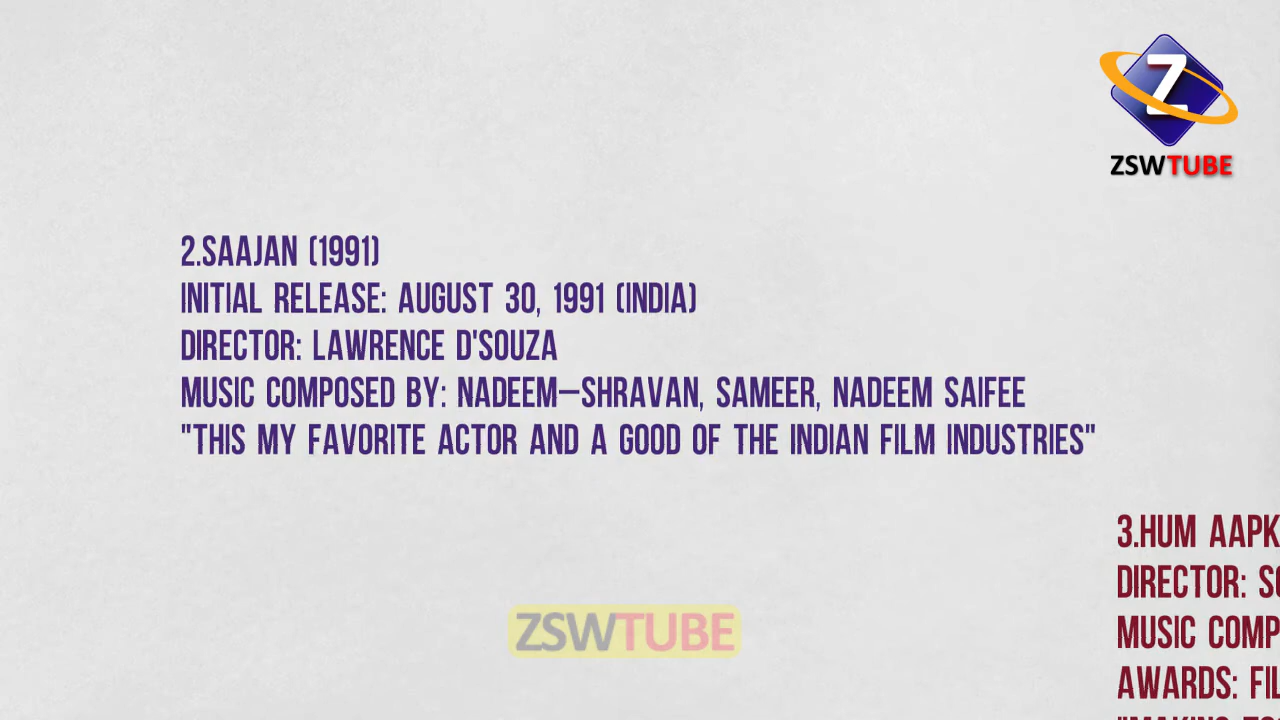 Z
ZSWTUBE
2.SAAJAN (1991)
INITIAL RELEASE: AUGUST 30, 1991 (INDIA)
DIRECTOR: LAWRENCE D'SOUZA
MUSIC COMPOSED BY: NADEEM–SHRAVAN, SAMEER, NADEEM SAIFEE
"THIS MY FAVORITE ACTOR AND A GOOD OF THE INDIAN FILM INDUSTRIES"
3.HUM AAPK
DIRECTOR:
MUSIC COMP
AWARDS: FIL
ZSWTUBE